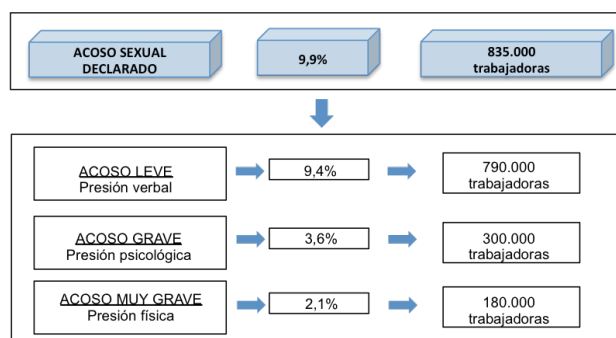 ACOSO SEXUAL
DECLARADO
9,9%
835.000
trabajadoras
ACOSO LEVE
Presión verbal
9,4%
790.000
trabajadoras
ACOSO GRAVE
Presión psicológica
3,6%
300.000
trabajadoras
ACOSO MUY GRAVE
Presión física
2,1%
180.000
trabajadoras